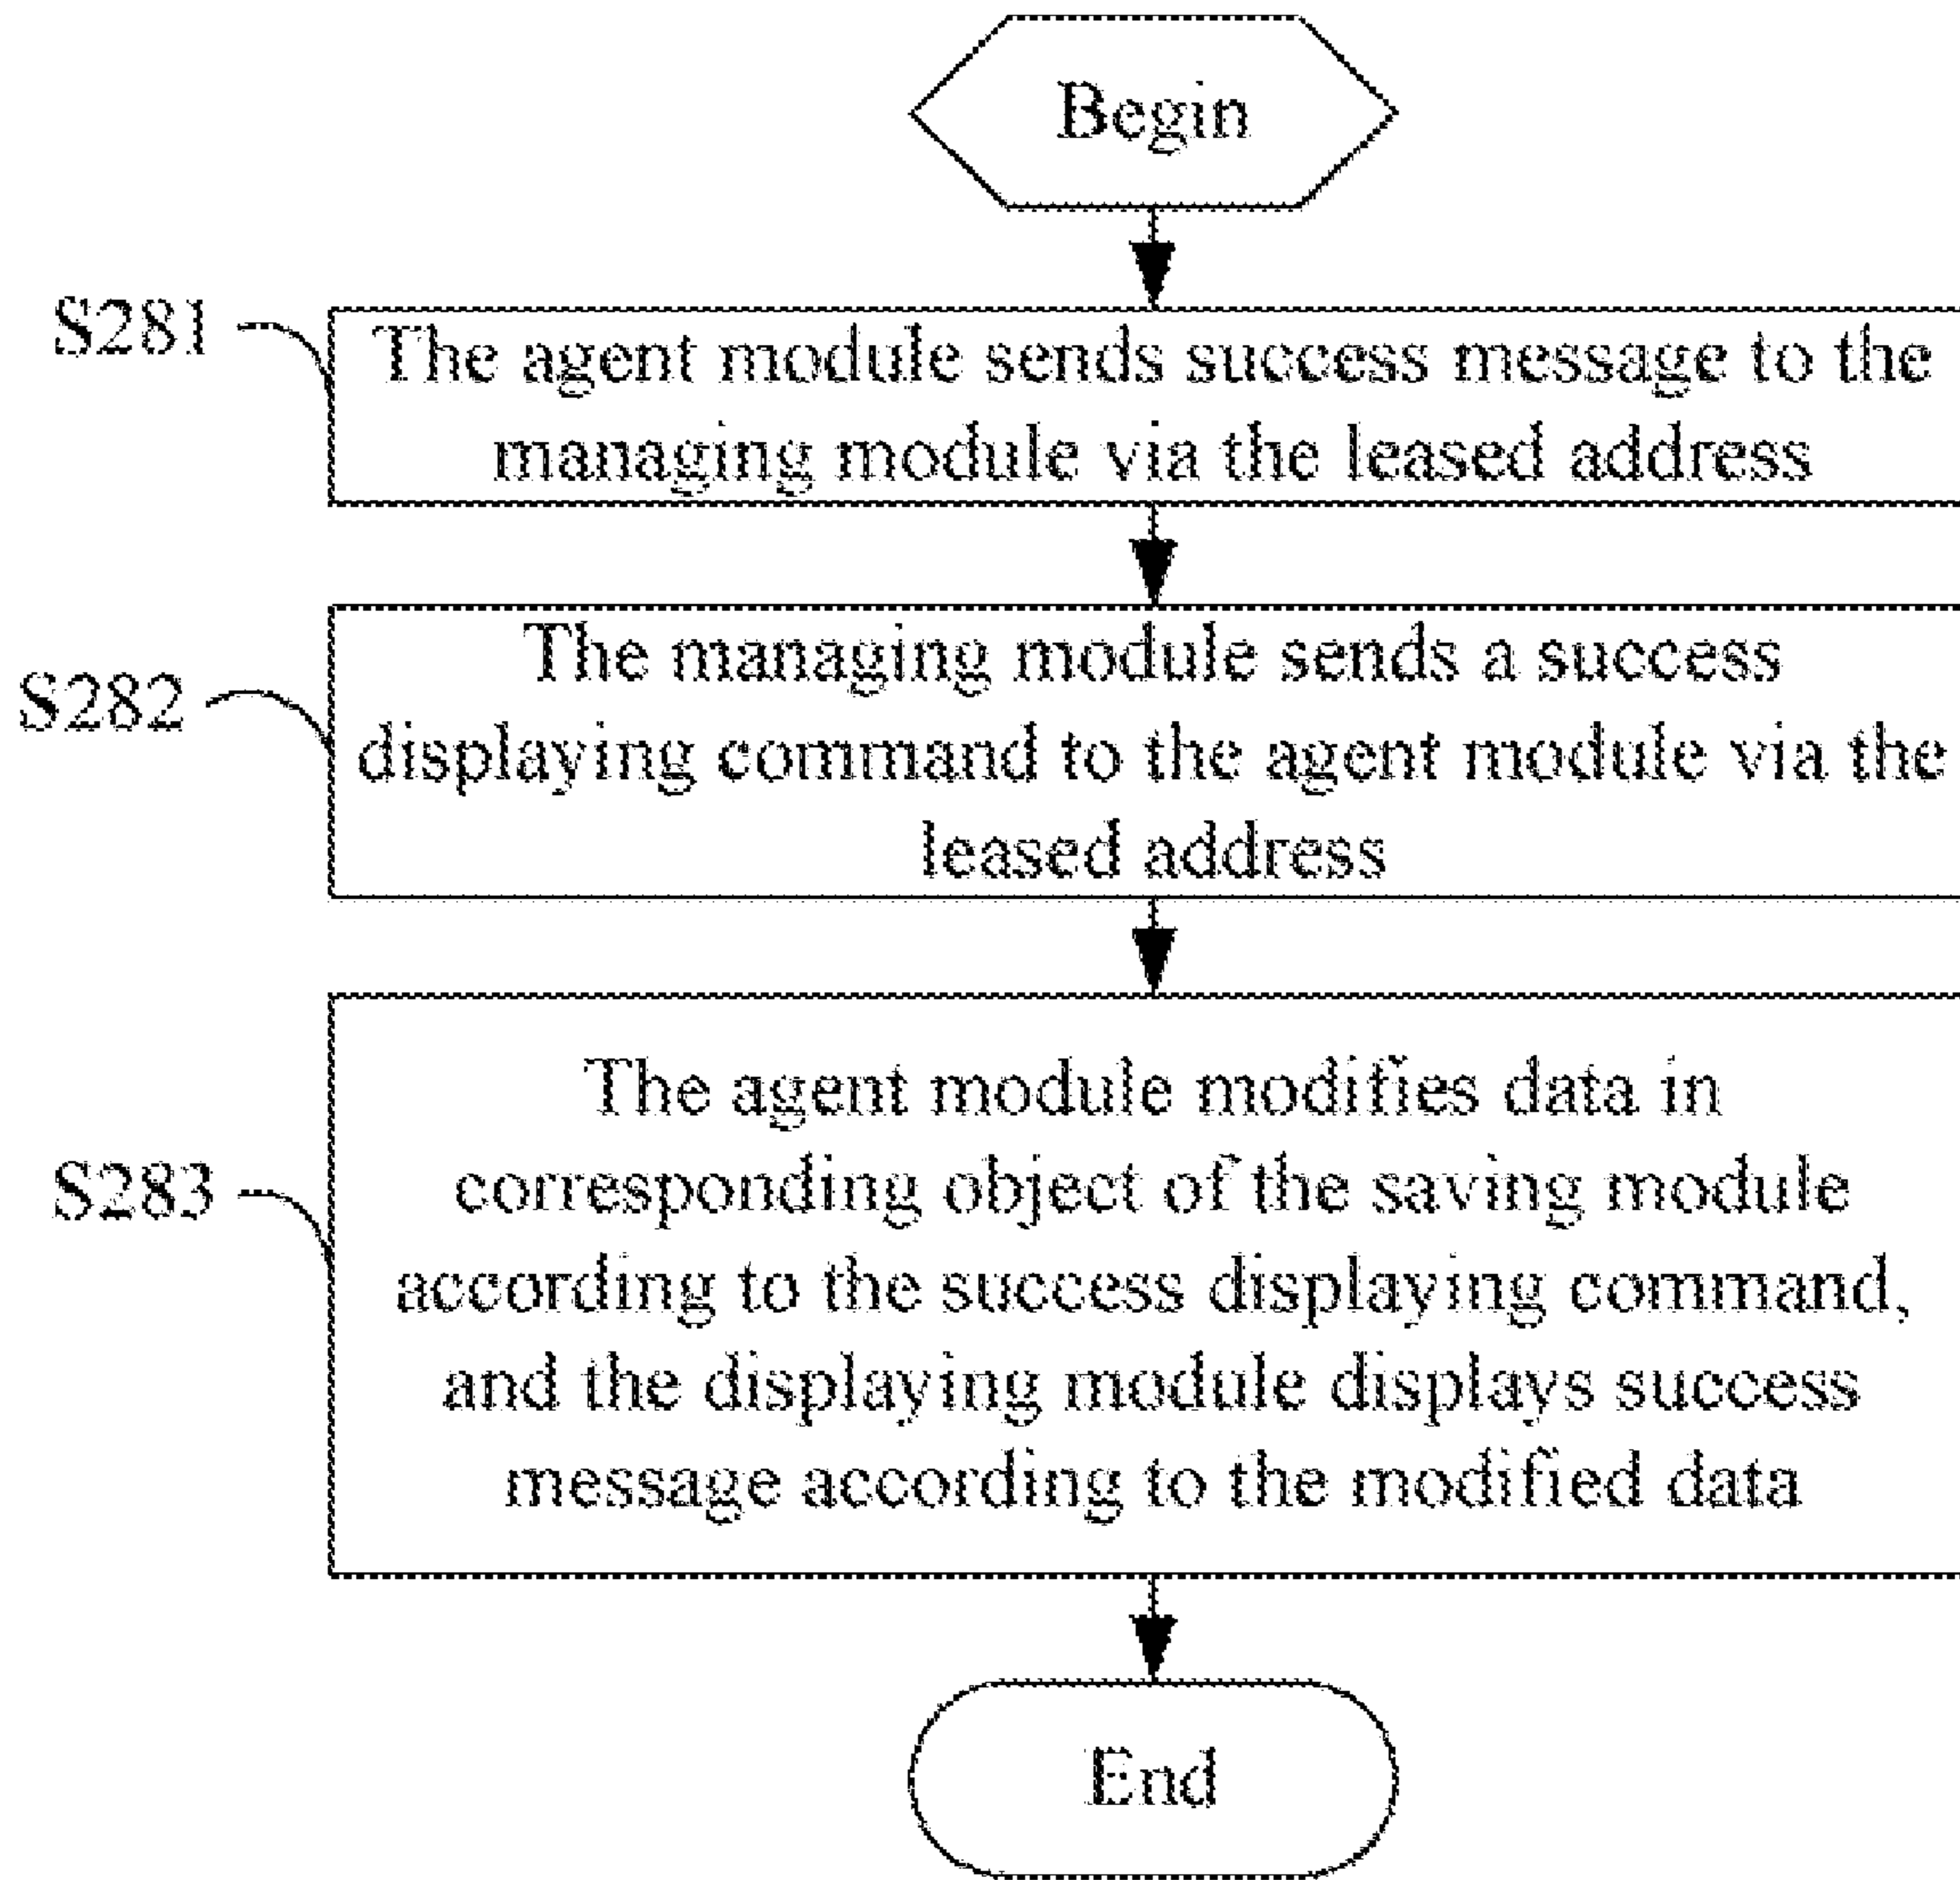 Begin
S281
The agent module sends success message to the
managing module via the leased address
S282
The managing module sends a success
displaying command to the agent module via the
leased address
S283
The agent module modifies data in
corresponding object of the saving module
according to the success displaying command,
and the displaying module displays success
message according to the modified data
End